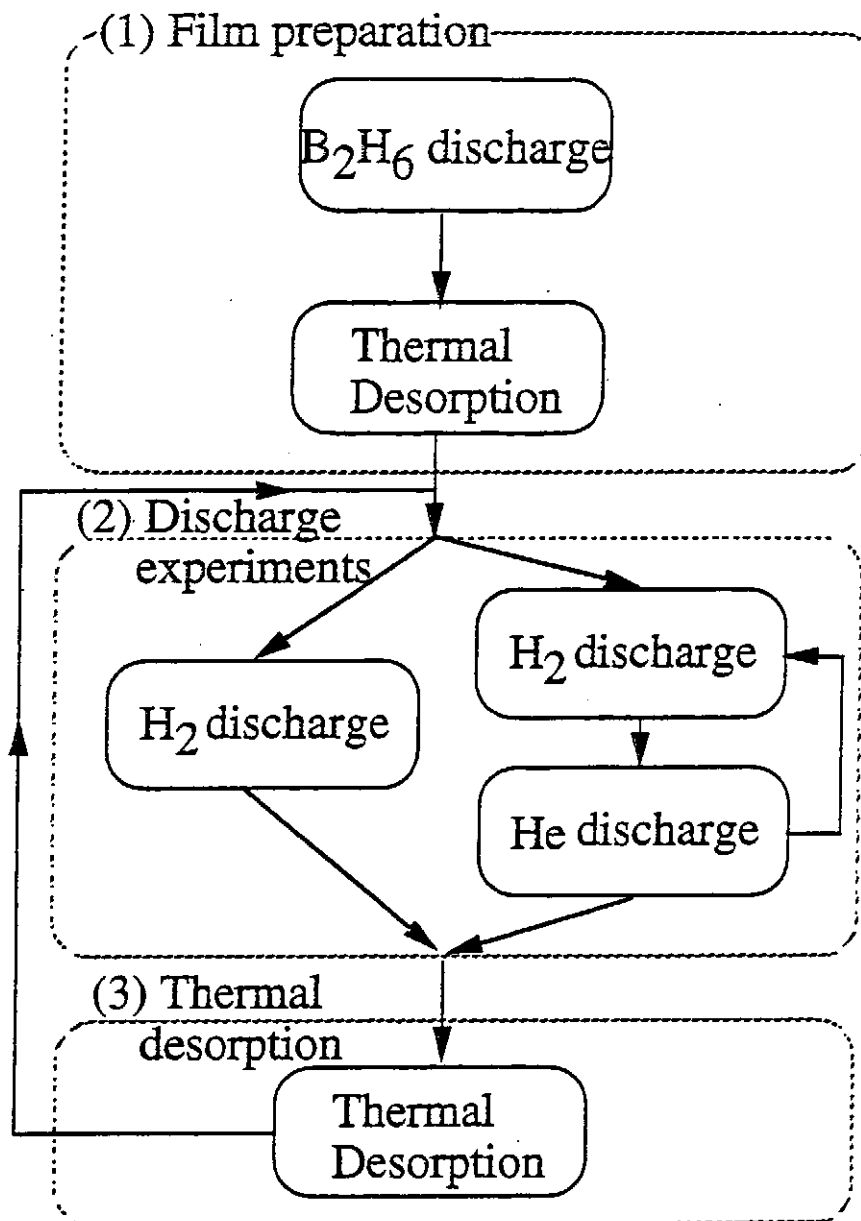 (1) Film preparation
B2H6 discharge
Thermal
Desorption
(2) Discharge
experiments
H2 discharge
H2 discharge
He discharge
(3) Thermal
desorption
Thermal
Desorption